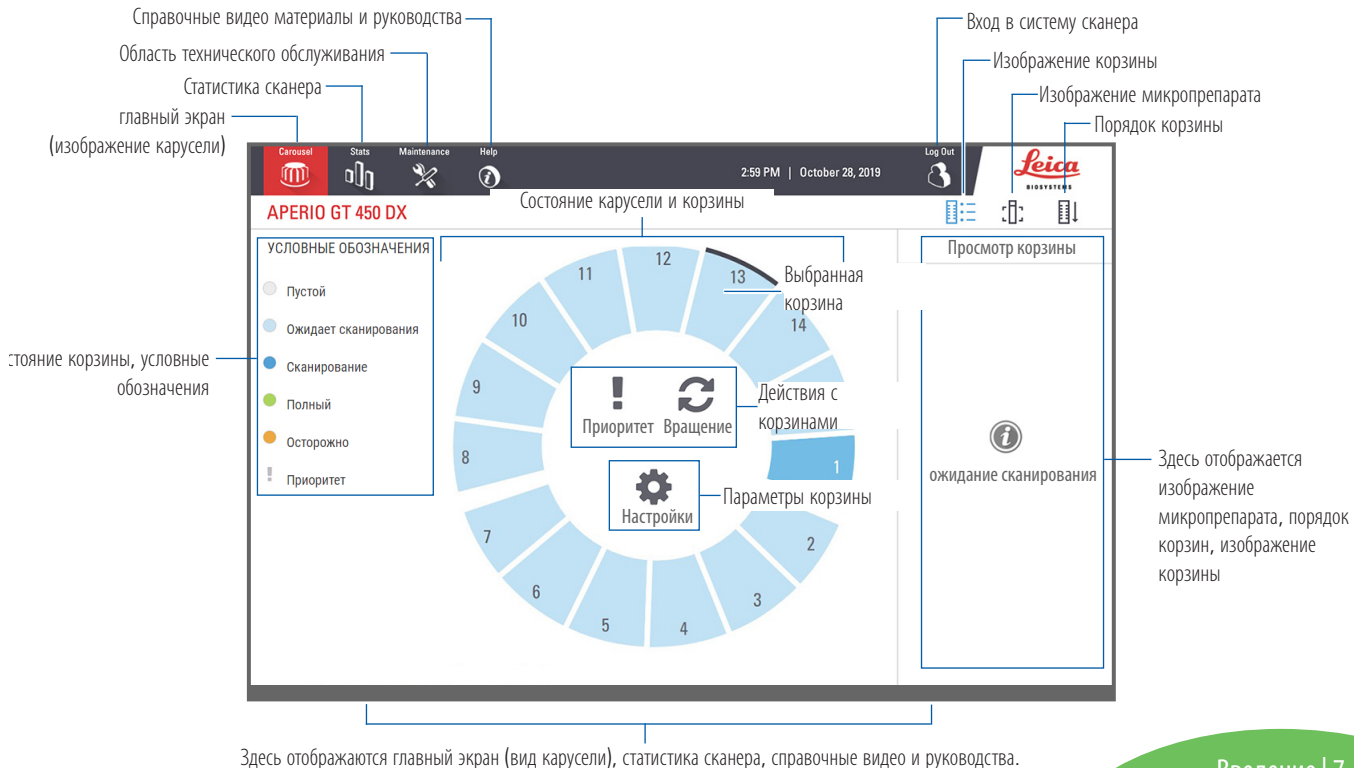 Справочные видео материалы и руководства
Область технического обслуживания
Статистика сканера
главный экран
(изображение карусели)
Вход в систему сканера
Изображение корзины
Изображение микропрепарата
Порядок корзины
Carousel
Stats
Maintenance
Help
2:59 PM | October 28, 2019
Log Out
Leica
BIOSYSTEMS
APERIO GT 450 DX
Состояние карусели и корзины
УСЛОВНЫЕ ОБОЗНАЧЕНИЯ
Пустой
Ожидает сканирования
Сканирование
Полный
Осторожно
! Приоритет
стояние корзины, условные
обозначения
11
12
13
14
10
9
8
7
6
5
4
3
2
1
Выбранная
корзина
! Приоритет
Вращение
Действия с
корзинами
Настройки
Параметры корзины
Просмотр корзины
i
ожидание сканирования
Здесь отображается
изображение
микропрепарата, порядок
корзин, изображение
корзины
Здесь отображаются главный экран (вид карусели), статистика сканера, справочные видео и руководства.